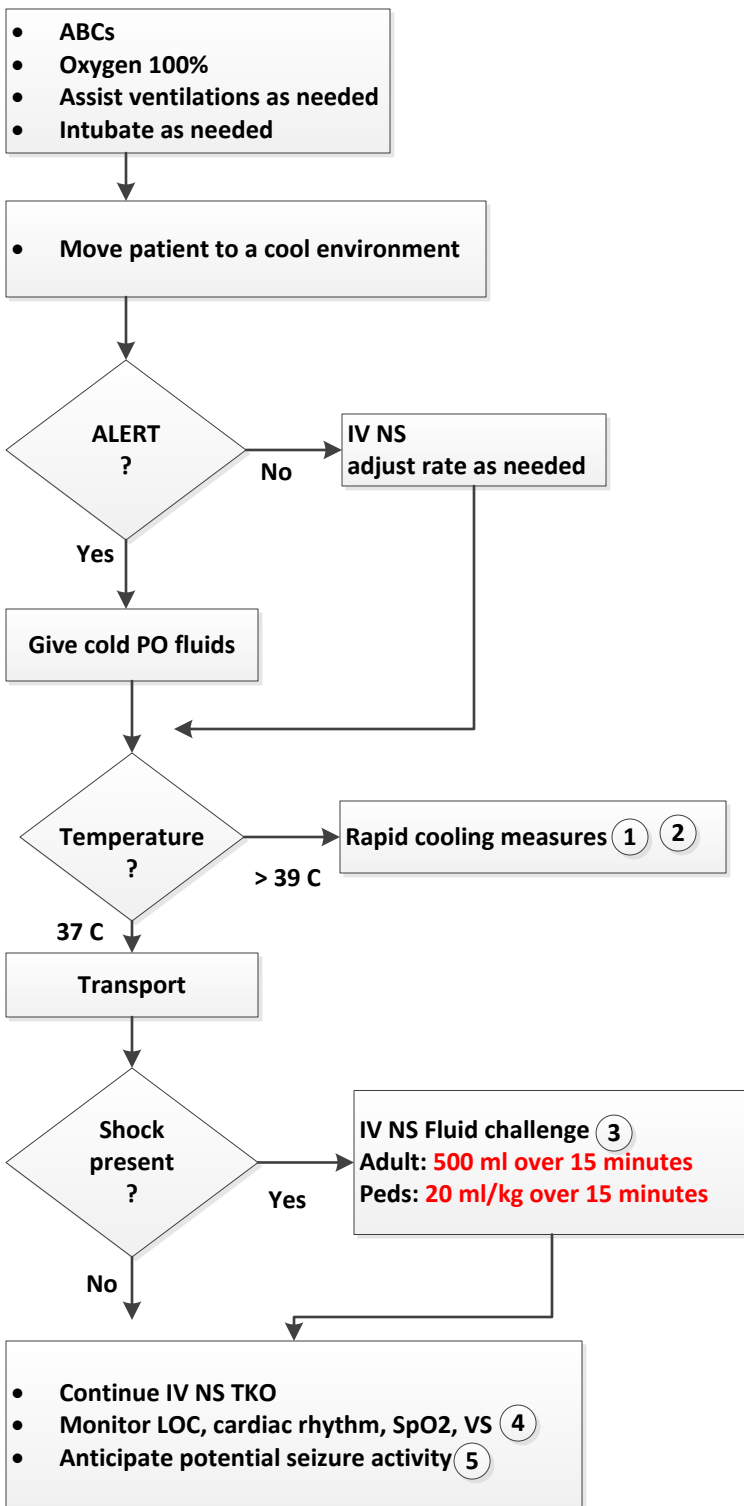 • ABCs
• Oxygen 100%
• Assist ventilations as needed
• Intubate as needed
• Move patient to a cool environment
ALERT
?
No
IV NS
adjust rate as needed
Yes
Give cold PO fluids
Temperature
?
> 39 C
Rapid cooling measures 1 2
37 C
Transport
Shock
present
?
Yes
IV NS Fluid challenge 3
Adult: 500 ml over 15 minutes
Peds: 20 ml/kg over 15 minutes
No
• Continue IV NS TKO
• Monitor LOC, cardiac rhythm, SpO2, VS 4
• Anticipate potential seizure activity 5